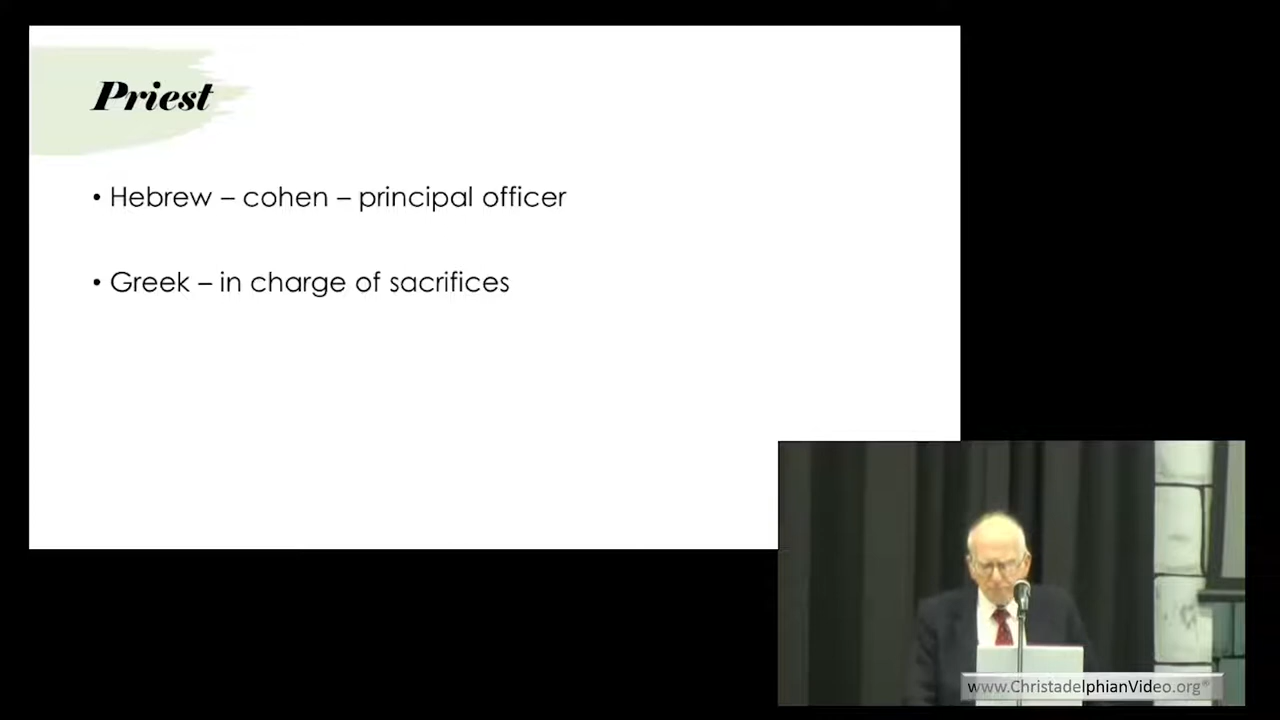 Priest
• Hebrew – cohen – principal officer
• Greek – in charge of sacrifices
www.ChristadelphianVideo.org®